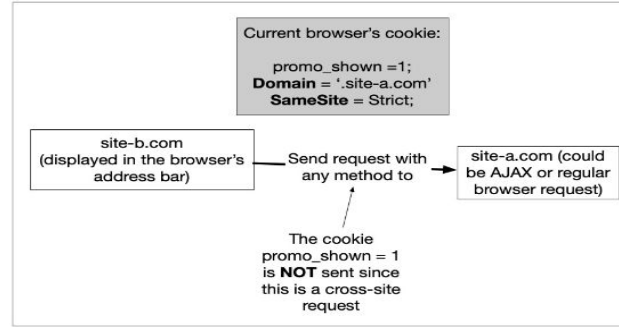 Current browser's cookie:
promo_shown =1;
Domain = '.site-a.com'
SameSite = Strict;
site-b.com
(displayed in the browser's
address bar)
Send request with
any method to
site-a.com (could
be AJAX or regular
browser request)
The cookie
promo_shown = 1
is NOT sent since
this is a cross-site
request